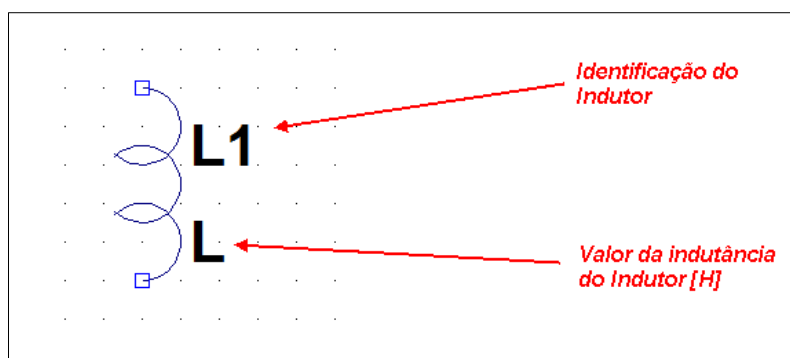 Identificação do
Indutor
L1
L
Valor da indutância
do Indutor [H]